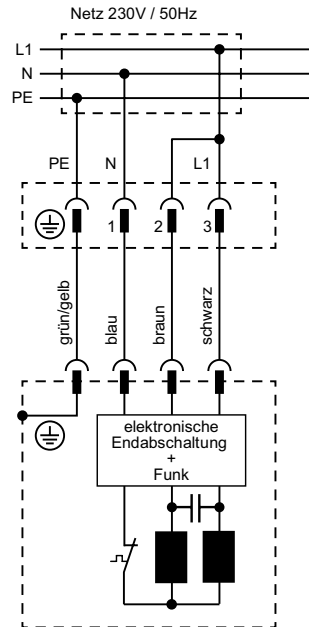 Netz 230V / 50Hz
L1
N
PE
PE N L1
1 2 3
grün/gelb
blau
braun
schwarz
elektronische
Endabschaltung
+
Funk